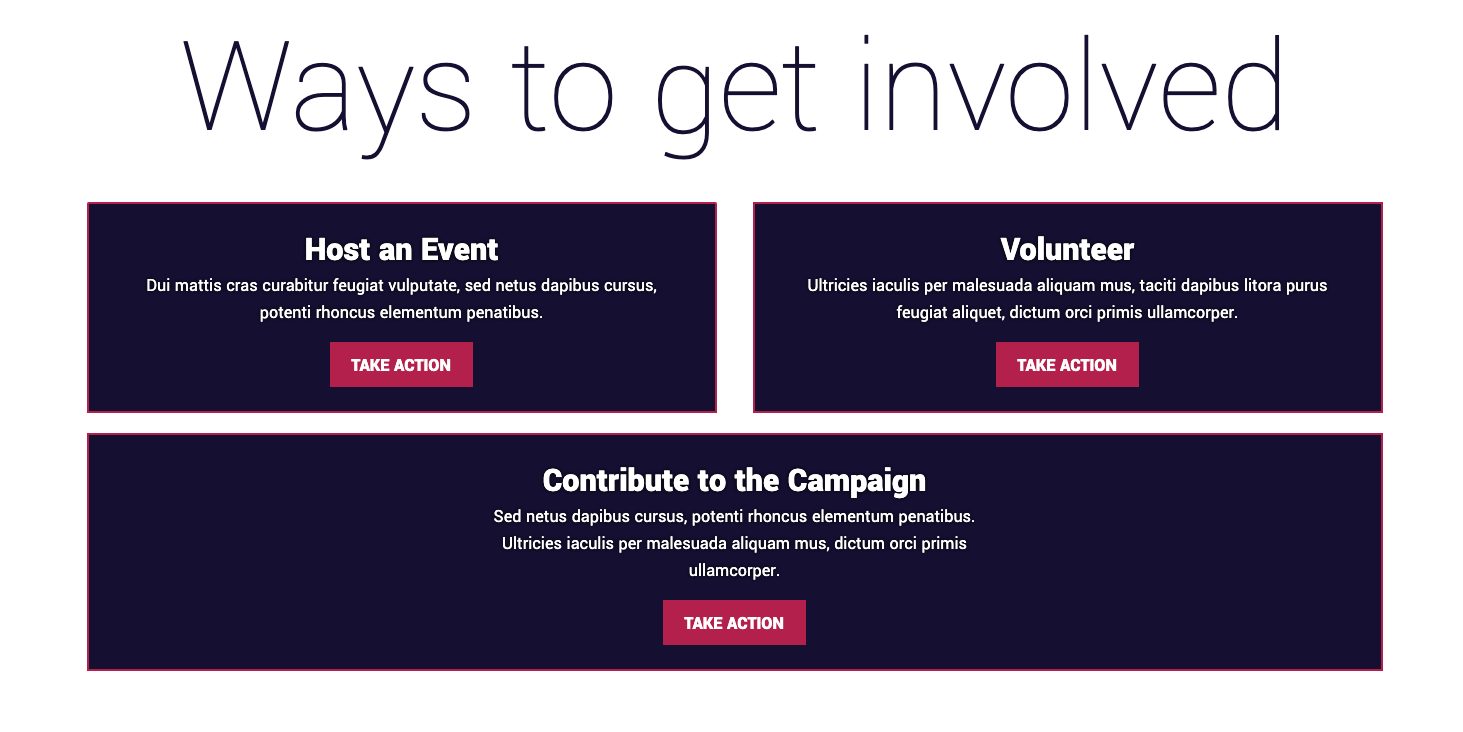 Ways to get involved
Host an Event
Dui mattis cras curabitur feugiat vulputate, sed netus dapibus cursus,
potenti rhoncus elementum penatibus.
TAKE ACTION
Volunteer
Ultricies iaculis per malesuada aliquam mus, taciti dapibus litora purus
feugiat aliquet, dictum orci primis ullamcorper.
TAKE ACTION
Contribute to the Campaign
Sed netus dapibus cursus, potenti rhoncus elementum penatibus.
Ultricies iaculis per malesuada aliquam mus, dictum orci primis
ullamcorper.
TAKE ACTION